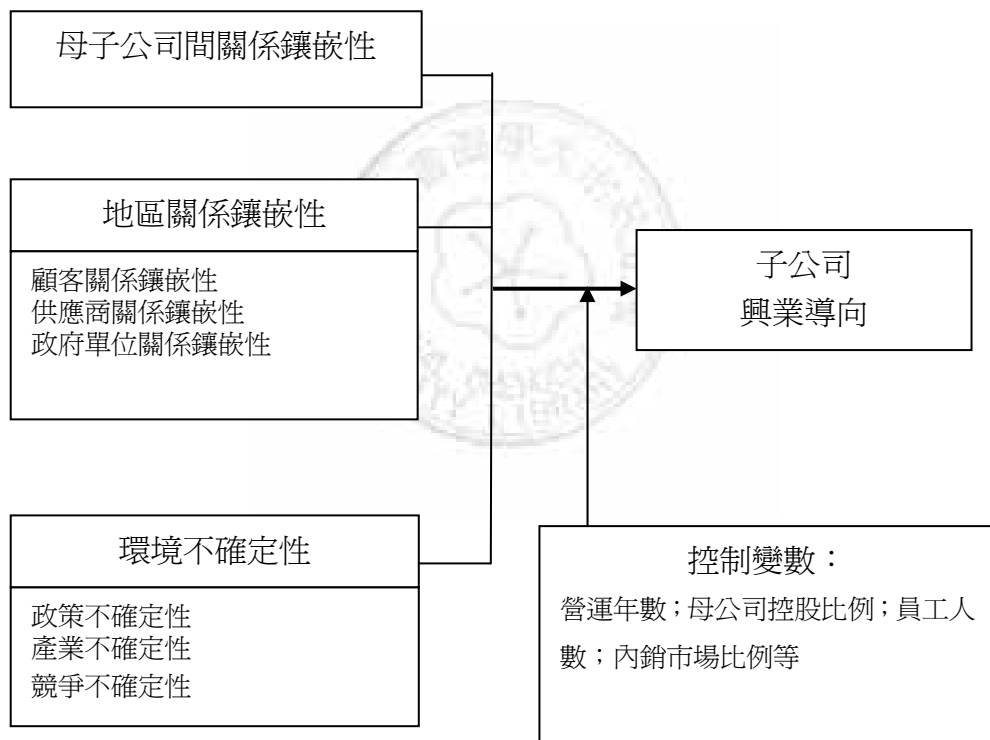 母子公司間關係鑲嵌性
地區關係鑲嵌性
顧客關係鑲嵌性
供應商關係鑲嵌性
政府單位關係鑲嵌性
環境不確定性
政策不確定性
產業不確定性
競爭不確定性
子公司
興業導向
控制變數：
營運年數；母公司控股比例；員工人
數；內銷市場比例等